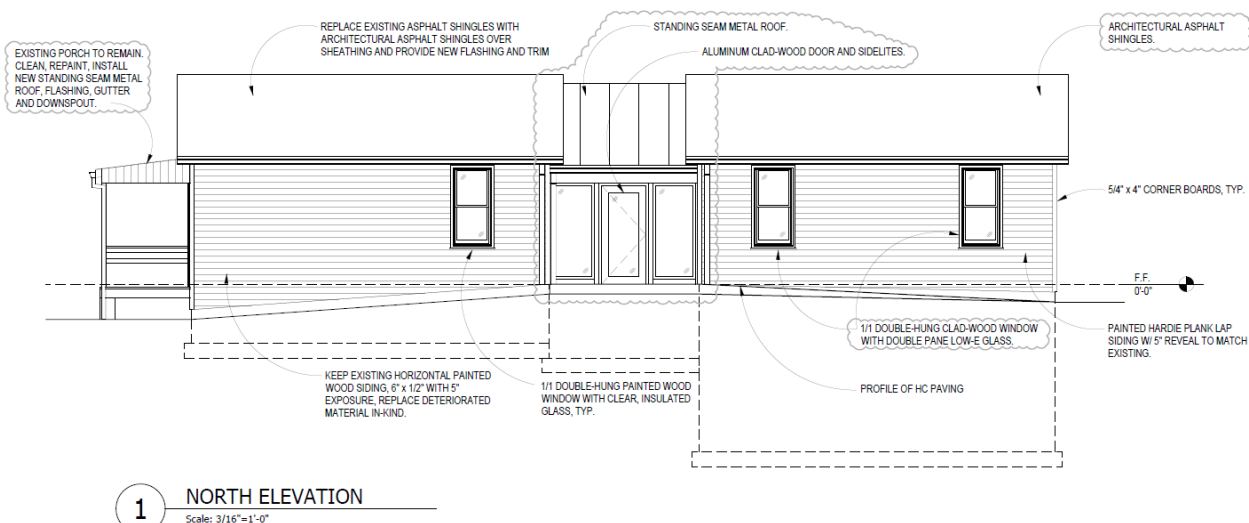 REPLACE EXISTING ASPHALT SHINGLES WITH
ARCHITECTURAL ASPHALT SHINGLES OVER
SHEATHING AND PROVIDE NEW FLASHING AND TRIM
STANDING SEAM METAL ROOF.
ALUMINUM CLAD-WOOD DOOR AND SIDELITES.
ARCHITECTURAL ASPHALT
SHINGLES.
EXISTING PORCH TO REMAIN.
CLEAN, REPAINT, INSTALL
NEW STANDING SEAM METAL
ROOF, FLASHING, GUTTER
AND DOWNSPOUT.
5/4" x 4" CORNER BOARDS, TYP.
F.F.
0'-0"
1/1 DOUBLE-HUNG CLAD-WOOD WINDOW
WITH DOUBLE PANE LOW-E GLASS.
PAINTED HARDIE PLANK LAP
SIDING W/ 5" REVEAL TO MATCH
EXISTING.
KEEP EXISTING HORIZONTAL PAINTED
WOOD SIDING, 6" x 1/2" WITH 5"
EXPOSURE, REPLACE DETERIORATED
MATERIAL IN-KIND.
1/1 DOUBLE-HUNG PAINTED WOOD
WINDOW WITH CLEAR, INSULATED
GLASS, TYP.
PROFILE OF HC PAVING
1
NORTH ELEVATION
Scale: 3/16"=1'-0"